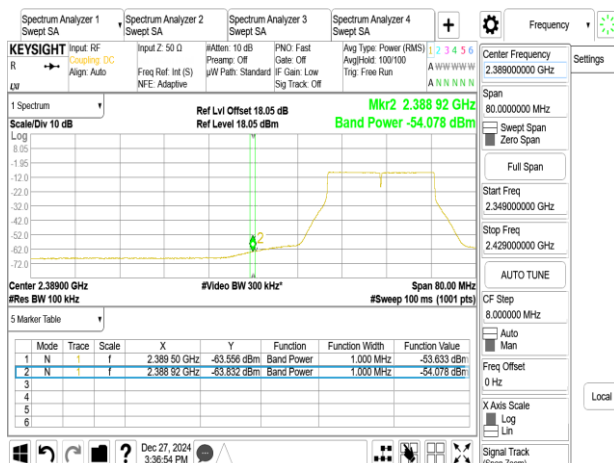 Spectrum Analyzer 1
Swept SA
Spectrum Analyzer 2
Swept SA
Spectrum Analyzer 3
Swept SA
Spectrum Analyzer 4
Swept SA
+
Frequency
KEYSIGHT
R
LXI
Input: RF
Coupling: DC
Align: Auto
Input Z: 50 Ω
Freq Ref: Int (S)
NFE: Adaptive
#Atten: 10 dB
Preamp: Off
µW Path: Standard
PNO: Fast
Gate: Off
IF Gain: Low
Sig Track: Off
Avg Type: Power (RMS)
Avg|Hold: 100/100
Trig: Free Run
1 2 3 4 5 6
A W W W W W
A N N N N N
1 Spectrum
Scale/Div 10 dB
Ref Lvl Offset 18.05 dB
Ref Level 18.05 dBm
Mkr2 2.388 92 GHz
Band Power -54.078 dBm
Log
8.05
-1.95
-12.0
-22.0
-32.0
-42.0
-52.0
-62.0
-72.0
2
Center 2.38900 GHz
#Res BW 100 kHz
#Video BW 300 kHz*
Span 80.00 MHz
#Sweep 100 ms (1001 pts)
5 Marker Table
Mode Trace Scale X Y Function Function Width Function Value
1 N 1 f 2.389 50 GHz -63.556 dBm Band Power 1.000 MHz -53.633 dBm
2 N 1 f 2.388 92 GHz -63.832 dBm Band Power 1.000 MHz -54.078 dBm
3
4
5
6
Dec 27, 2024
3:36:54 PM
Center Frequency
2.389000000 GHz
Settings
Span
80.0000000 MHz
Swept Span
Zero Span
Full Span
Start Freq
2.349000000 GHz
Stop Freq
2.429000000 GHz
AUTO TUNE
CF Step
8.000000 MHz
Auto
Man
Freq Offset
0 Hz
Local
X Axis Scale
Log
Lin
Signal Track
(Span Zoom)